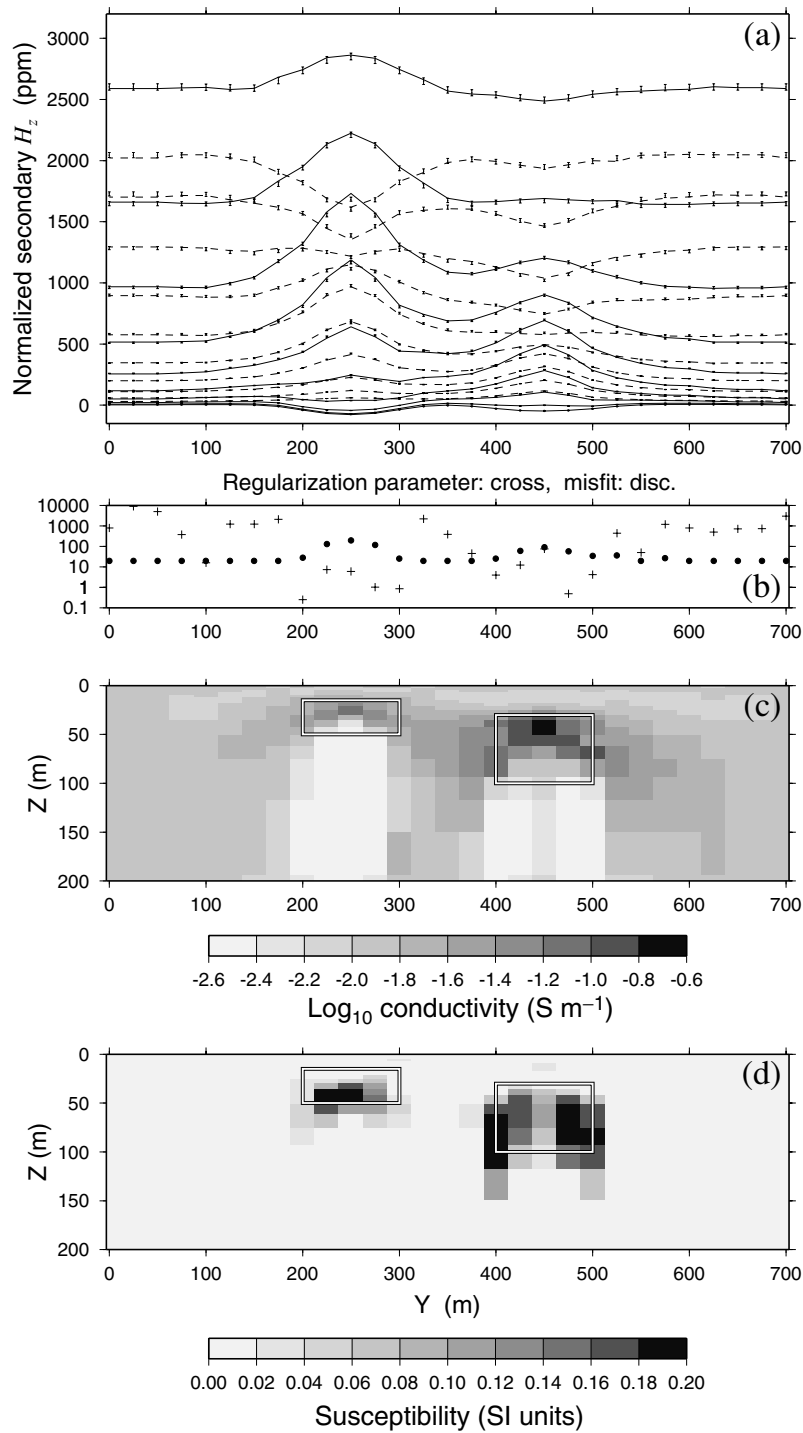 (a)
Normalized secondary Hz (ppm)
3000
2500
2000
1500
1000
500
0
0 100 200 300 400 500 600 700
Regularization parameter: cross, misfit: disc.
10000
1000
100
10
1
0.1
(b)
0 100 200 300 400 500 600 700
(c)
Z (m)
0
50
100
150
200
0 100 200 300 400 500 600 700
-2.6 -2.4 -2.2 -2.0 -1.8 -1.6 -1.4 -1.2 -1.0 -0.8 -0.6
Log10 conductivity (S m−1)
(d)
Z (m)
0
50
100
150
200
0 100 200 300 400 500 600 700
Y (m)
0.00 0.02 0.04 0.06 0.08 0.10 0.12 0.14 0.16 0.18 0.20
Susceptibility (SI units)